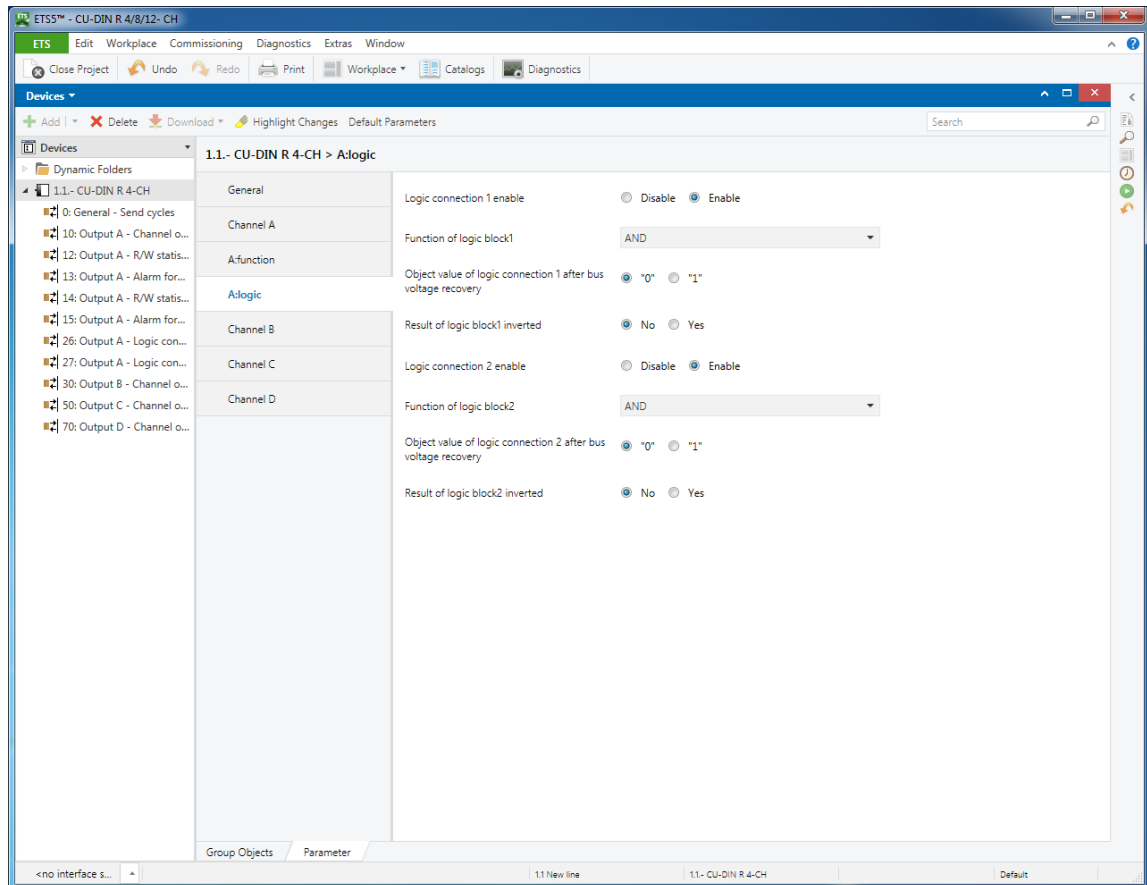 ETS5™ - CU-DIN R 4/8/12- CH
ETS Edit Workplace Commissioning Diagnostics Extras Window
Close Project Undo Redo Print Workplace Catalogs Diagnostics
Devices
Add Delete Download Highlight Changes Default Parameters Search
Devices
Dynamic Folders
1.1.- CU-DIN R 4-CH
0: General - Send cycles
10: Output A - Channel o...
12: Output A - R/W statis...
13: Output A - Alarm for...
14: Output A - R/W statis...
15: Output A - Alarm for...
26: Output A - Logic con...
27: Output A - Logic con...
30: Output B - Channel o...
50: Output C - Channel o...
70: Output D - Channel o...
1.1.- CU-DIN R 4-CH > A:logic
General
Channel A
A:function
A:logic
Channel B
Channel C
Channel D
Logic connection 1 enable Disable Enable
Function of logic block1 AND
Object value of logic connection 1 after bus
voltage recovery "0" "1"
Result of logic block1 inverted No Yes
Logic connection 2 enable Disable Enable
Function of logic block2 AND
Object value of logic connection 2 after bus
voltage recovery "0" "1"
Result of logic block2 inverted No Yes
Group Objects Parameter
<no interface s... 1.1 New line 1.1.- CU-DIN R 4-CH Default